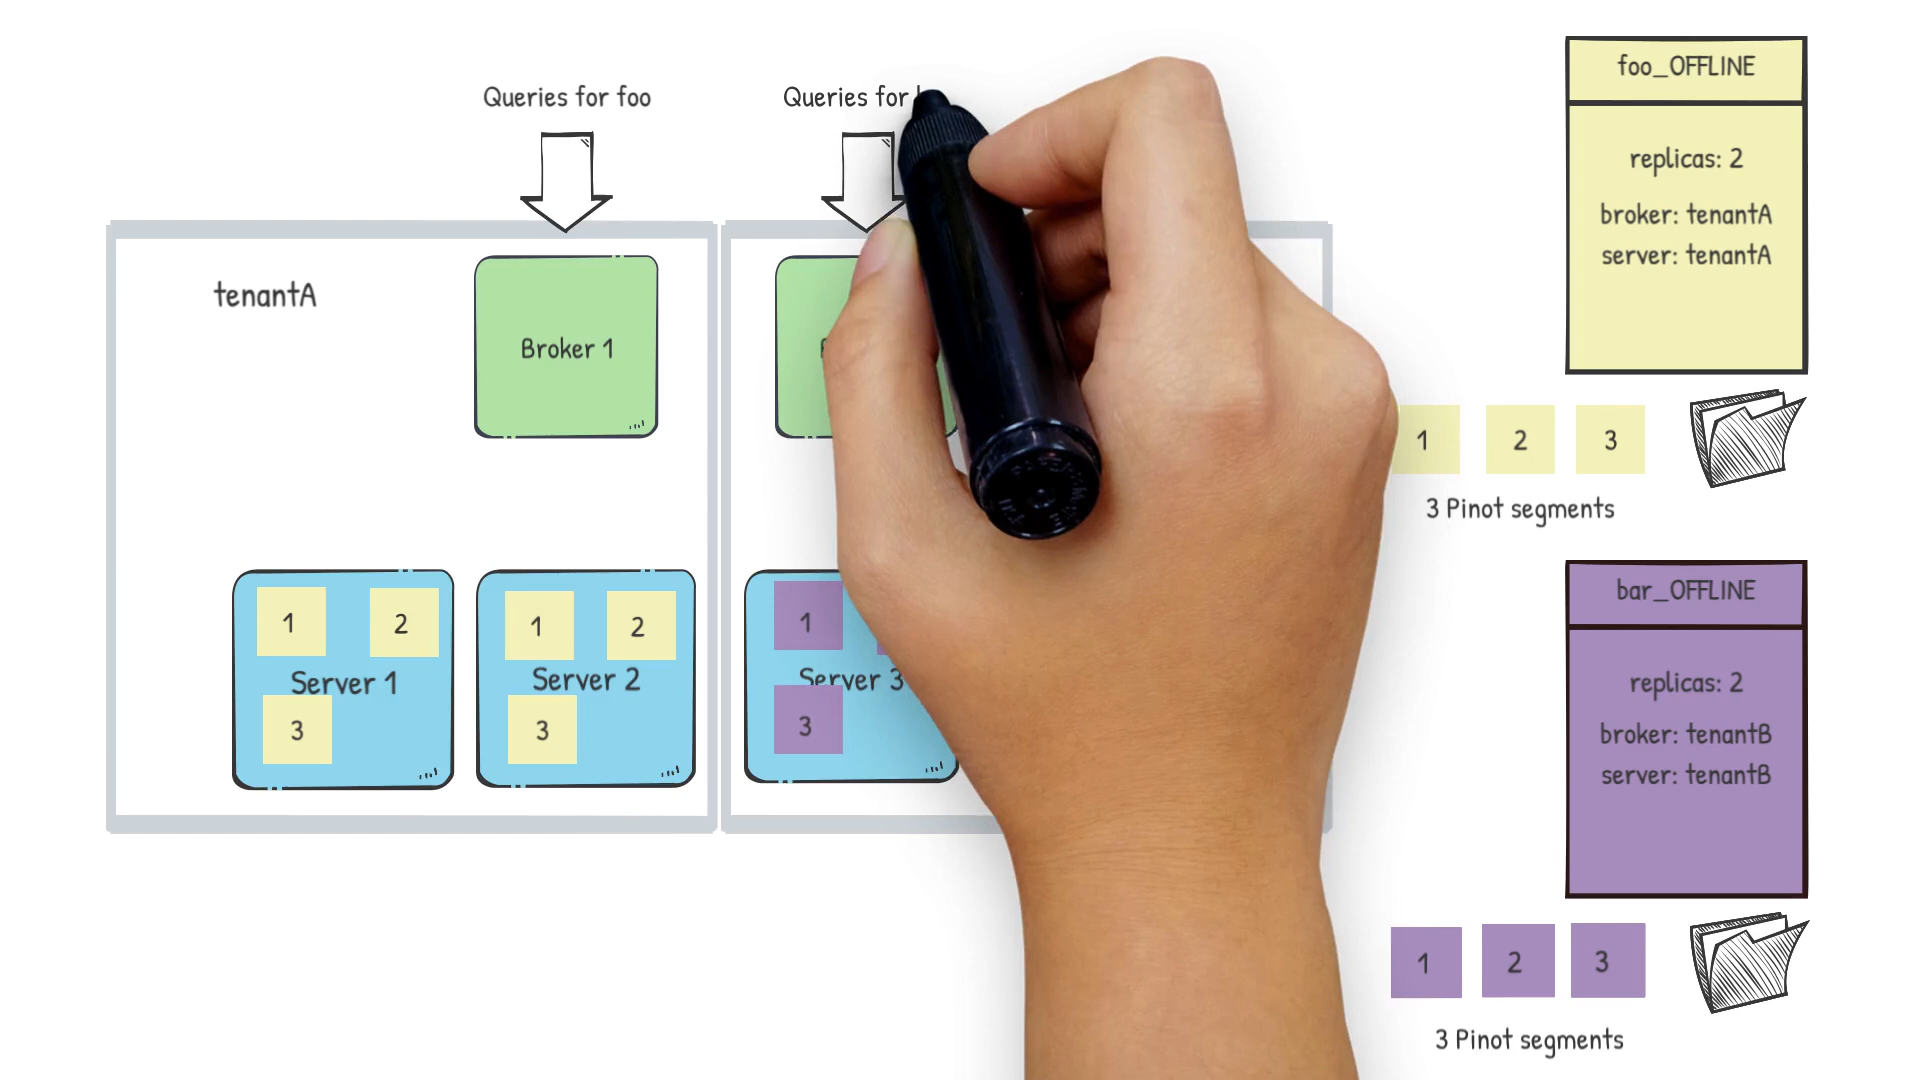 Queries for foo
Queries for
tenantA
Broker 1
1
2
Server 1
3
1
2
Server 2
3
1
Server 3
3
foo_OFFLINE
replicas: 2
broker: tenantA
server: tenantA
1
2
3
3 Pinot segments
bar_OFFLINE
replicas: 2
broker: tenantB
server: tenantB
1
2
3
3 Pinot segments